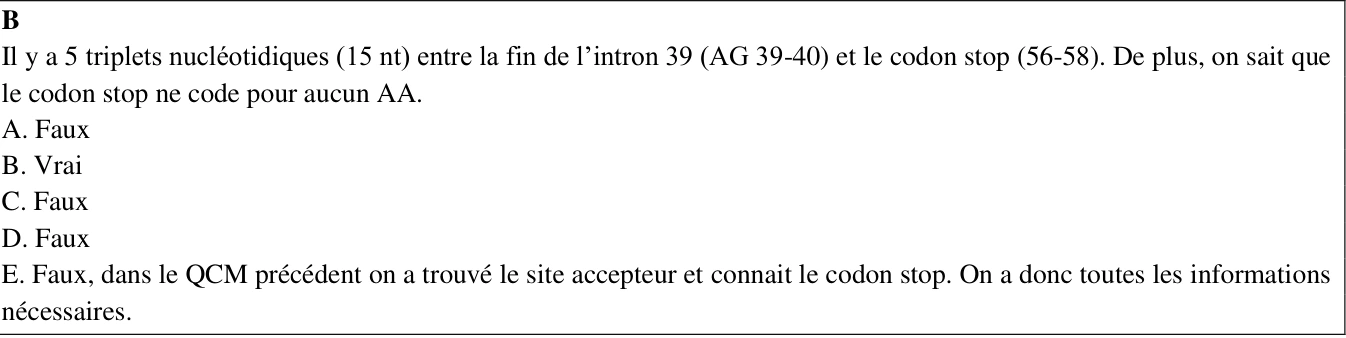 B
Il y a 5 triplets nucléotidiques (15 nt) entre la fin de l'intron 39 (AG 39-40) et le codon stop (56-58). De plus, on sait que
le codon stop ne code pour aucun AA.
A. Faux
B. Vrai
C. Faux
D. Faux
E. Faux, dans le QCM précédent on a trouvé le site accepteur et connait le codon stop. On a donc toutes les informations
nécessaires.